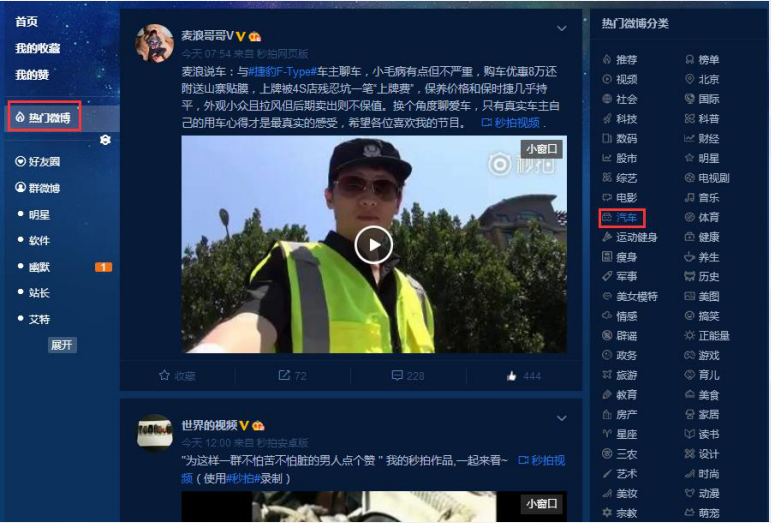 首页
我的收藏
我的赞
热门微博
好友圈
群微博
明星
软件
幽默 1
站长
艾特
展开
麦浪哥哥V
今天 07:54 来自 秒拍网页版
麦浪说车：与#捷豹F-Type#车主聊车，小毛病有点但不严重，购车优惠8万还
附送山寨贴膜，上牌被4S店残忍坑一笔"上牌费"，保养价格和保时捷几乎持
平，外观小众回头拉风但后期卖出则不保值。换个角度聊爱车，只有真实车主自
己的用车心得才是最真实的感受，希望各位喜欢我的节目。 秒拍视频 .
小窗口
秒拍
收藏 72 228 444
世界的视频
今天 12:00 来自 秒拍安卓版
"为这样一群不怕苦不怕脏的男人点个赞 " 我的秒拍作品,一起来看~ 秒拍视
频 ( 使用#秒拍#录制 )
小窗口
热门微博分类
推荐 榜单
视频 北京
社会 国际
科技 科普
数码 财经
股市 明星
综艺 电视剧
电影 音乐
汽车 体育
运动健身 健康
瘦身 养生
军事 历史
美女模特 美图
情感 搞笑
辟谣 正能量
政务 游戏
旅游 育儿
教育 美食
房产 家居
星座 读书
三农 设计
艺术 时尚
美妆 动漫
宗教 萌宠